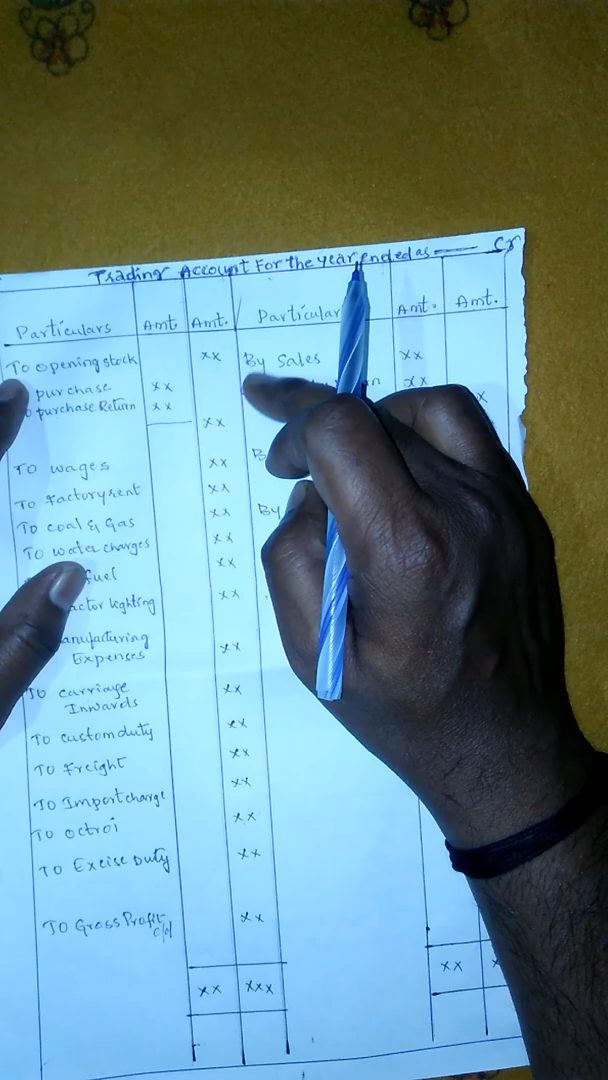 Trading Account For the year ended as —— Cr
Particulars Amt. Amt. Particular Amt. Amt.
To opening stock xx By Sales xx
purchase xx n xx
purchase Return xx x
xx
To wages xx B
To Factory rent xx
To coal & Gas xx By
To water charges xx
Fuel xx
actor lighting xx
anufacturing
Expenses xx
To carriage
Inwards xx
To custom duty xx
To Freight xx
To Import charge xx
To octroi xx
To Excise Duty xx
To Gross Profit
c/d xx
xx xxx xx x